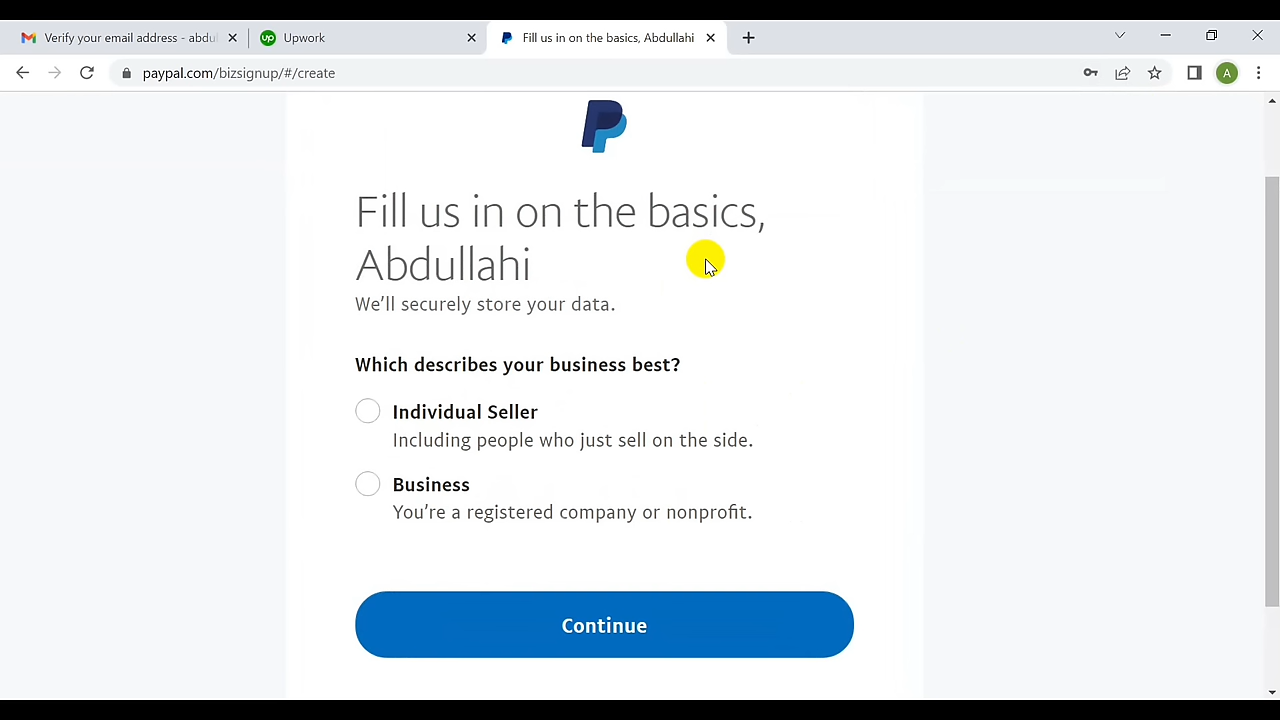 Verify your email address - abdul
Upwork
Fill us in on the basics, Abdullahi
paypal.com/bizsignup/#/create
A
Fill us in on the basics,
Abdullahi
We'll securely store your data.
Which describes your business best?
Individual Seller
Including people who just sell on the side.
Business
You're a registered company or nonprofit.
Continue